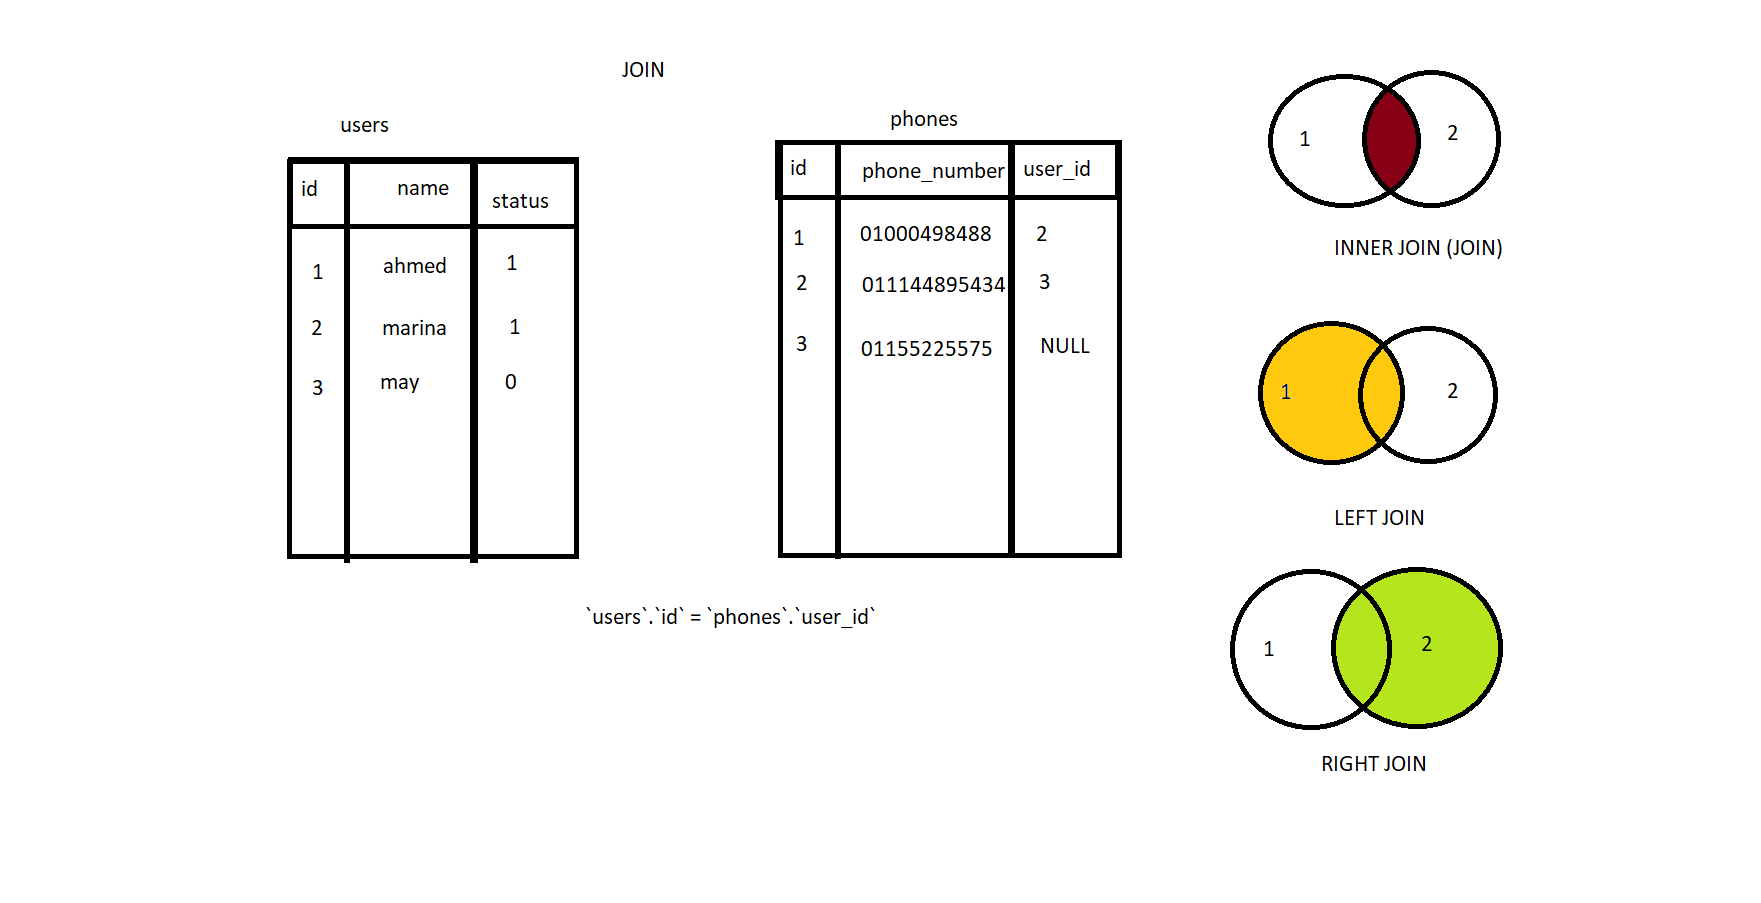 JOIN
users
id name status
1 ahmed 1
2 marina 1
3 may 0
phones
id phone_number user_id
1 01000498488 2
2 011144895434 3
3 01155225575 NULL
`users`.`id` = `phones`.`user_id`
1 2
INNER JOIN (JOIN)
1 2
LEFT JOIN
1 2
RIGHT JOIN